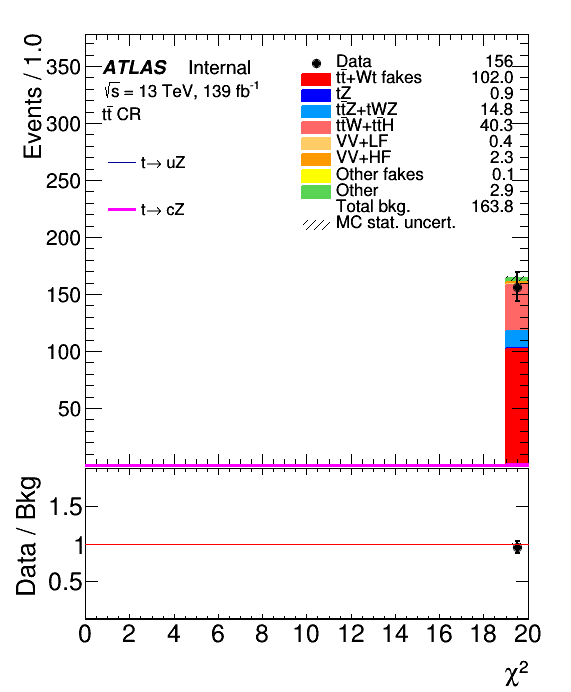 Events / 1.0
350
300
250
200
150
100
50
ATLAS Internal
√s = 13 TeV, 139 fb⁻¹
tt̄ CR
t→ uZ
t→ cZ
Data 156
tt̄+Wt fakes 102.0
tZ 0.9
tt̄Z+tWZ 14.8
tt̄W+tt̄H 40.3
VV+LF 0.4
VV+HF 2.3
Other fakes 0.1
Other 2.9
Total bkg. 163.8
MC stat. uncert.
Data / Bkg
1.5
1
0.5
0 2 4 6 8 10 12 14 16 18 20
χ²